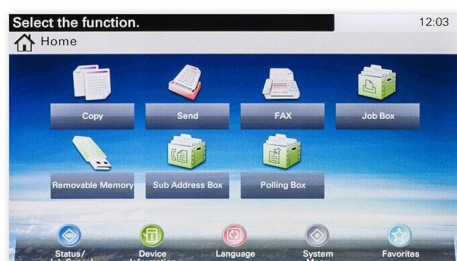 Select the function.
12:03
Home
Copy
Send
FAX
Job Box
Removable Memory
Sub Address Box
Polling Box
Status/
Device
Language
System
Favorites